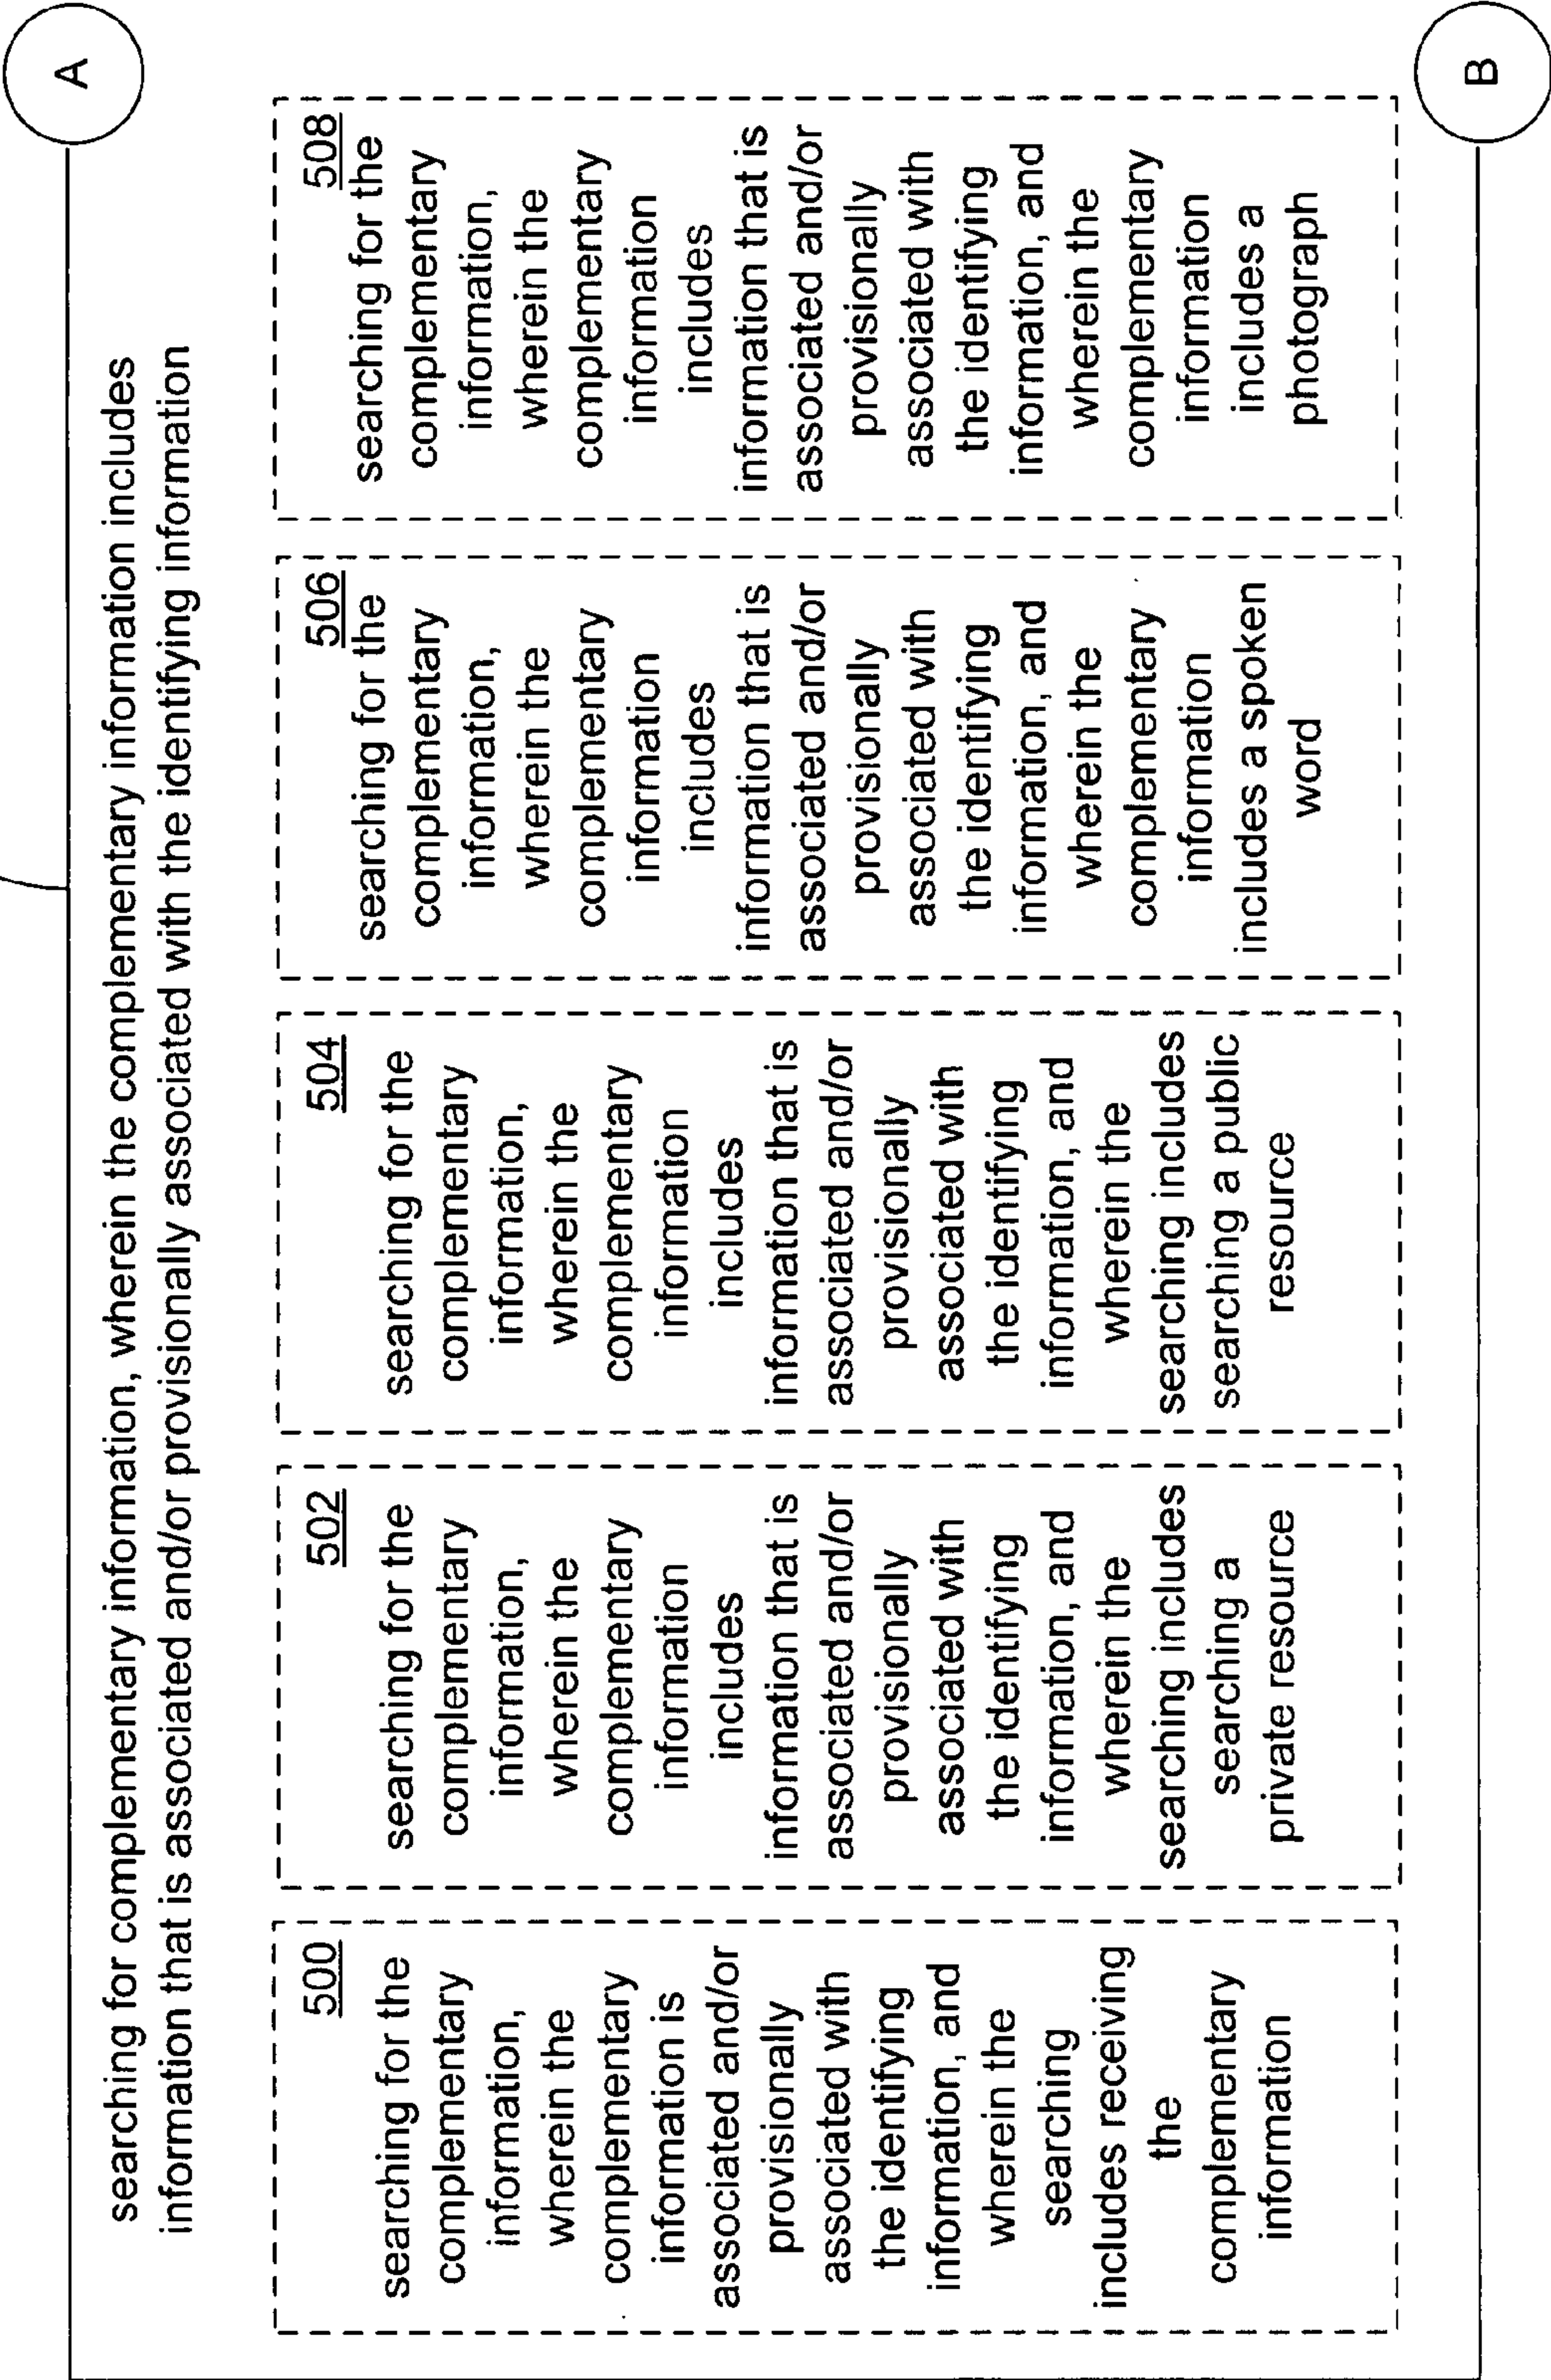 searching for complementary information, wherein the complementary information includes
information that is associated and/or provisionally associated with the identifying information
500
searching for the
complementary
information,
wherein the
complementary
information is
associated and/or
provisionally
associated with
the identifying
information, and
wherein the
searching
includes receiving
the
complementary
information
502
searching for the
complementary
information,
wherein the
complementary
information
includes
information that is
associated and/or
provisionally
associated with
the identifying
information, and
wherein the
searching includes
searching a
private resource
504
searching for the
complementary
information,
wherein the
complementary
information
includes
information that is
associated and/or
provisionally
associated with
the identifying
information, and
wherein the
searching includes
searching a public
resource
506
searching for the
complementary
information,
wherein the
complementary
information
includes
information that is
associated and/or
provisionally
associated with
the identifying
information, and
wherein the
complementary
information
includes a spoken
word
508
searching for the
complementary
information,
wherein the
complementary
information
includes
information that is
associated and/or
provisionally
associated with
the identifying
information, and
wherein the
complementary
information
includes a
photograph
A
B